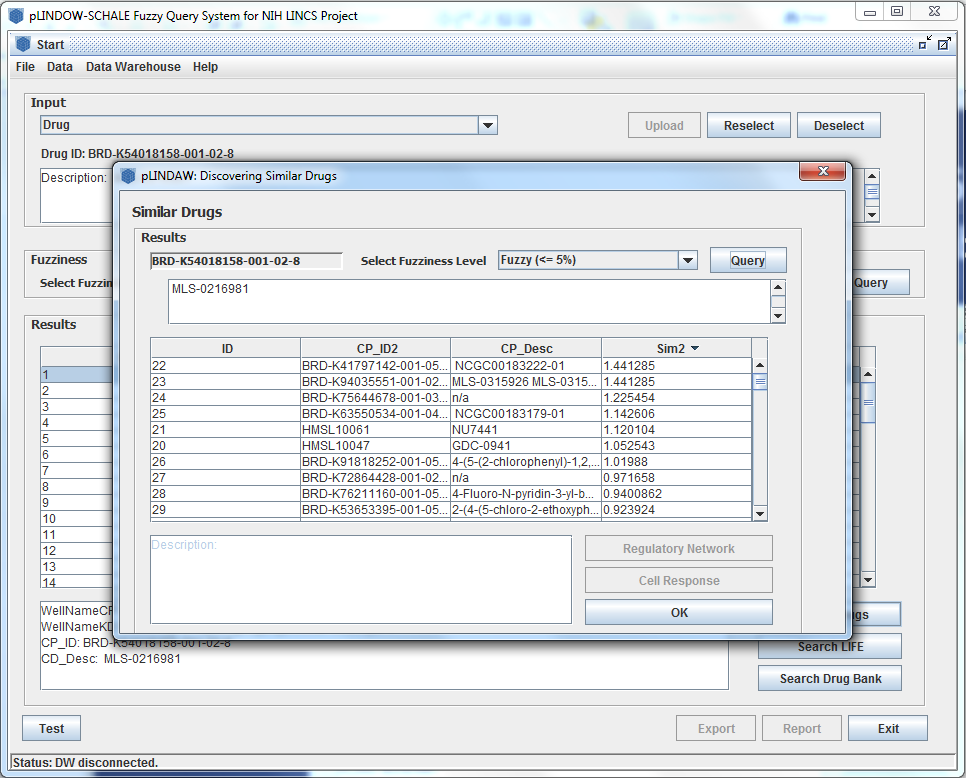 pLINDOW-SCHALE Fuzzy Query System for NIH LINCS Project
Start
File Data Data Warehouse Help
Input
Drug
Upload Reselect Deselect
Drug ID: BRD-K54018158-001-02-8
Description:
pLINDAW: Discovering Similar Drugs
Similar Drugs
Results
BRD-K54018158-001-02-8 Select Fuzziness Level Fuzzy (<= 5%) Query
MLS-0216981
ID CP_ID2 CP_Desc Sim2
22 BRD-K41797142-001-05... NCGC00183222-01 1.441285
23 BRD-K94035551-001-02... MLS-0315926 MLS-0315... 1.441285
24 BRD-K75644678-001-03... n/a 1.225454
25 BRD-K63550534-001-04... NCGC00183179-01 1.142606
21 HMSL10061 NU7441 1.120104
20 HMSL10047 GDC-0941 1.052543
26 BRD-K91818252-001-05... 4-(5-(2-chlorophenyl)-1,2,... 1.01988
27 BRD-K72864428-001-02... n/a 0.971658
28 BRD-K76211160-001-05... 4-Fluoro-N-pyridin-3-yl-b... 0.9400862
29 BRD-K53653395-001-05... 2-(4-(5-chloro-2-ethoxyph... 0.923924
Description:
Regulatory Network
Cell Response
OK
Fuzziness
Select Query
Results
1
2
3
4
5
6
7
8
9
10
11
12
13
14
CP_ID: BRD-K54018158-001-02-8
CD_Desc: MLS-0216981
Search LIFE
Search Drug Bank
Test Export Report Exit
Status: DW disconnected.